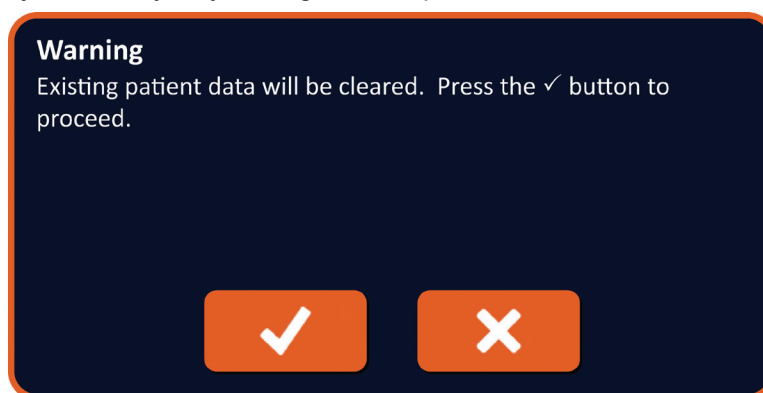 Warning
Existing patient data will be cleared.  Press the ✓ button to
proceed.